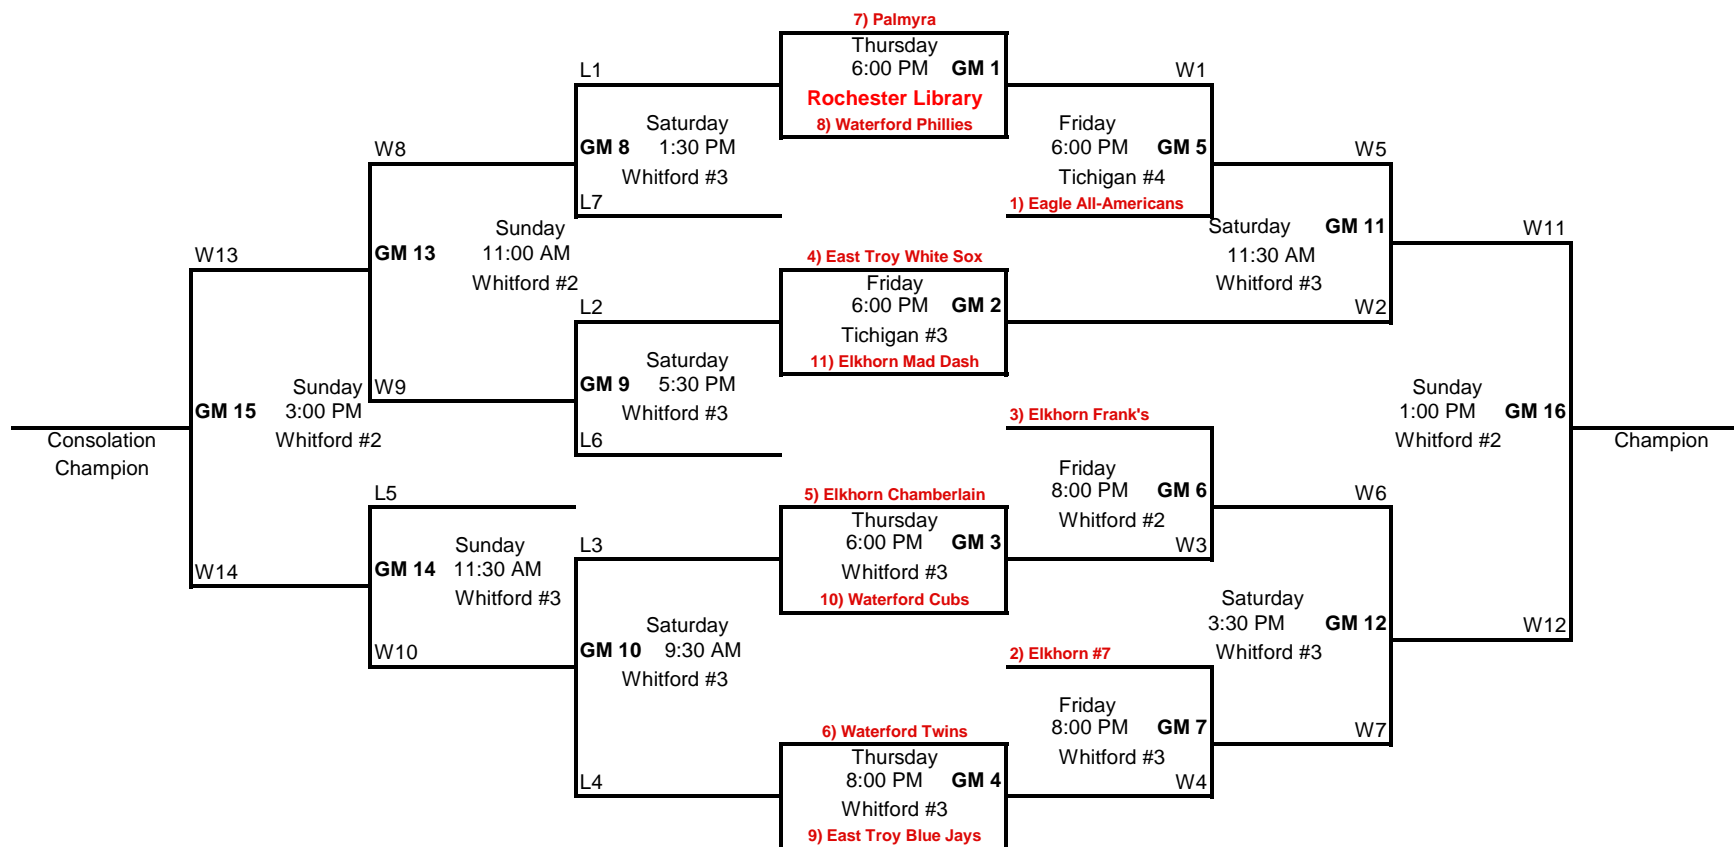 7) Palmyra
Thursday
L1
6:00 PM GM 1
W1
Rochester Library
Saturday
8) Waterford Phillies
Friday
W8
GM 8 1:30 PM
6:00 PM GM 5
W5
Whitford #3
Tichigan #4
L7
1) Eagle All-Americans
Sunday
Saturday GM 11
W11
W13
GM 13 11:00 AM
4) East Troy White Sox
11:30 AM
Whitford #2
Friday
Whitford #3
L2
6:00 PM GM 2
W2
Tichigan #3
Saturday
11) Elkhorn Mad Dash
Sunday
W9
GM 9 5:30 PM
Sunday
GM 15 3:00 PM
Whitford #3
3) Elkhorn Frank's
1:00 PM GM 16
Consolation
Whitford #2
L6
Whitford #2
Champion
Champion
Friday
L5
5) Elkhorn Chamberlain
8:00 PM GM 6
W6
Thursday
Whitford #2
Sunday
L3
6:00 PM GM 3
W3
W14
GM 14 11:30 AM
Whitford #3
Whitford #3
10) Waterford Cubs
Saturday
Saturday
3:30 PM GM 12
W12
W10
GM 10 9:30 AM
2) Elkhorn #7
Whitford #3
Whitford #3
Friday
6) Waterford Twins
8:00 PM GM 7
W7
Thursday
Whitford #3
L4
8:00 PM GM 4
W4
Whitford #3
9) East Troy Blue Jays